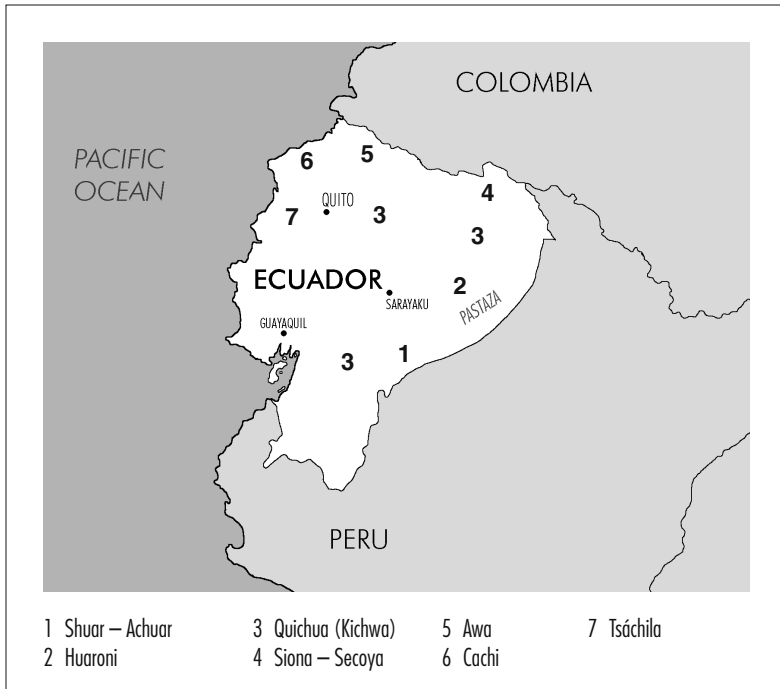 COLOMBIA
PACIFIC
OCEAN
6
5
4
7
QUITO
3
3
ECUADOR
2
SARAYAKU
PASTAZA
GUAYAQUIL
3
1
PERU
1 Shuar – Achuar
2 Huaroni
3 Quichua (Kichwa)
4 Siona – Secoya
5 Awa
6 Cachi
7 Tsáchila